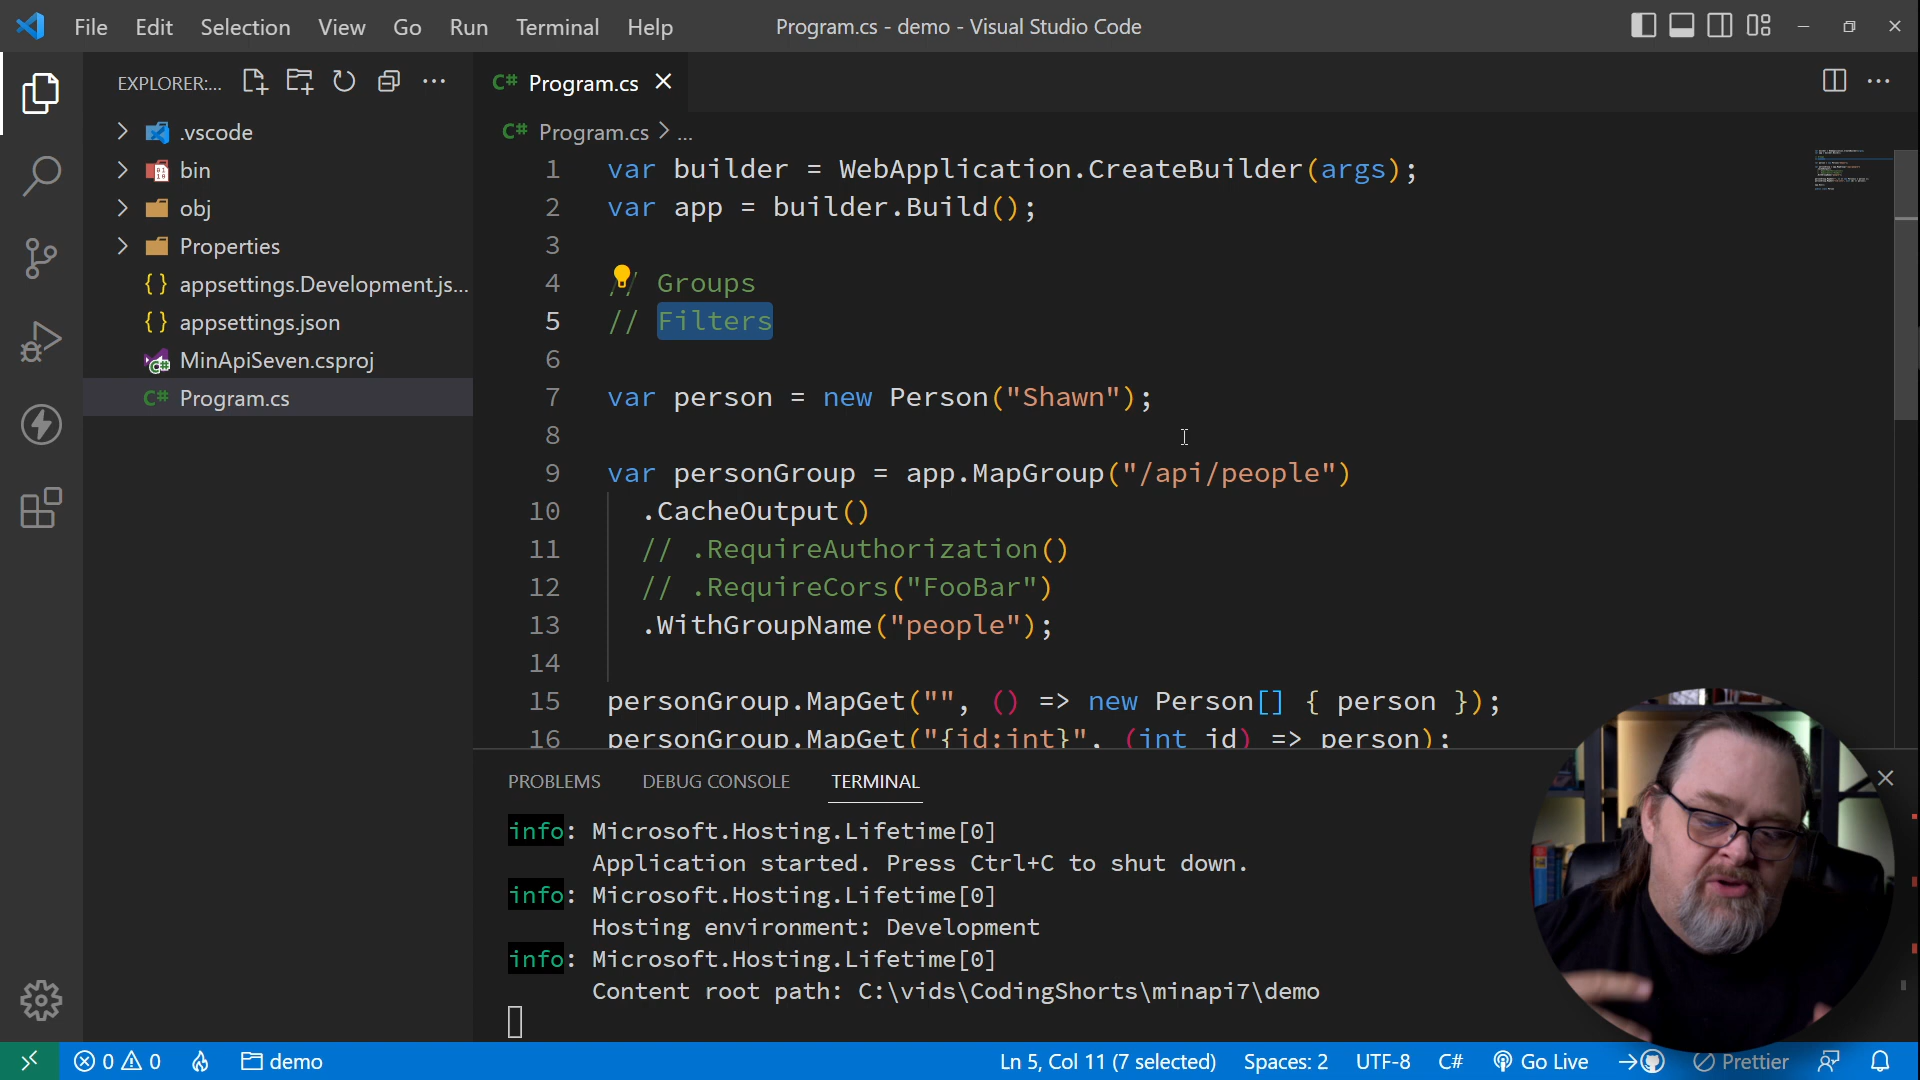 File Edit Selection View Go Run Terminal Help
Program.cs - demo - Visual Studio Code
EXPLORER:...
.vscode
bin
obj
Properties
appsettings.Development.js...
appsettings.json
MinApiSeven.csproj
C# Program.cs
C# Program.cs
C# Program.cs > ...
1 var builder = WebApplication.CreateBuilder(args);
2 var app = builder.Build();
3
4 // Groups
5 // Filters
6
7 var person = new Person("Shawn");
8
9 var personGroup = app.MapGroup("/api/people")
10 .CacheOutput()
11 // .RequireAuthorization()
12 // .RequireCors("FooBar")
13 .WithGroupName("people");
14
15 personGroup.MapGet("", () => new Person[] { person });
16 personGroup.MapGet("{id:int}", (int id) => person);
PROBLEMS DEBUG CONSOLE TERMINAL
info: Microsoft.Hosting.Lifetime[0]
Application started. Press Ctrl+C to shut down.
info: Microsoft.Hosting.Lifetime[0]
Hosting environment: Development
info: Microsoft.Hosting.Lifetime[0]
Content root path: C:\vids\CodingShorts\minapi7\demo
0 0 demo
Ln 5, Col 11 (7 selected) Spaces: 2 UTF-8 C# Go Live Prettier